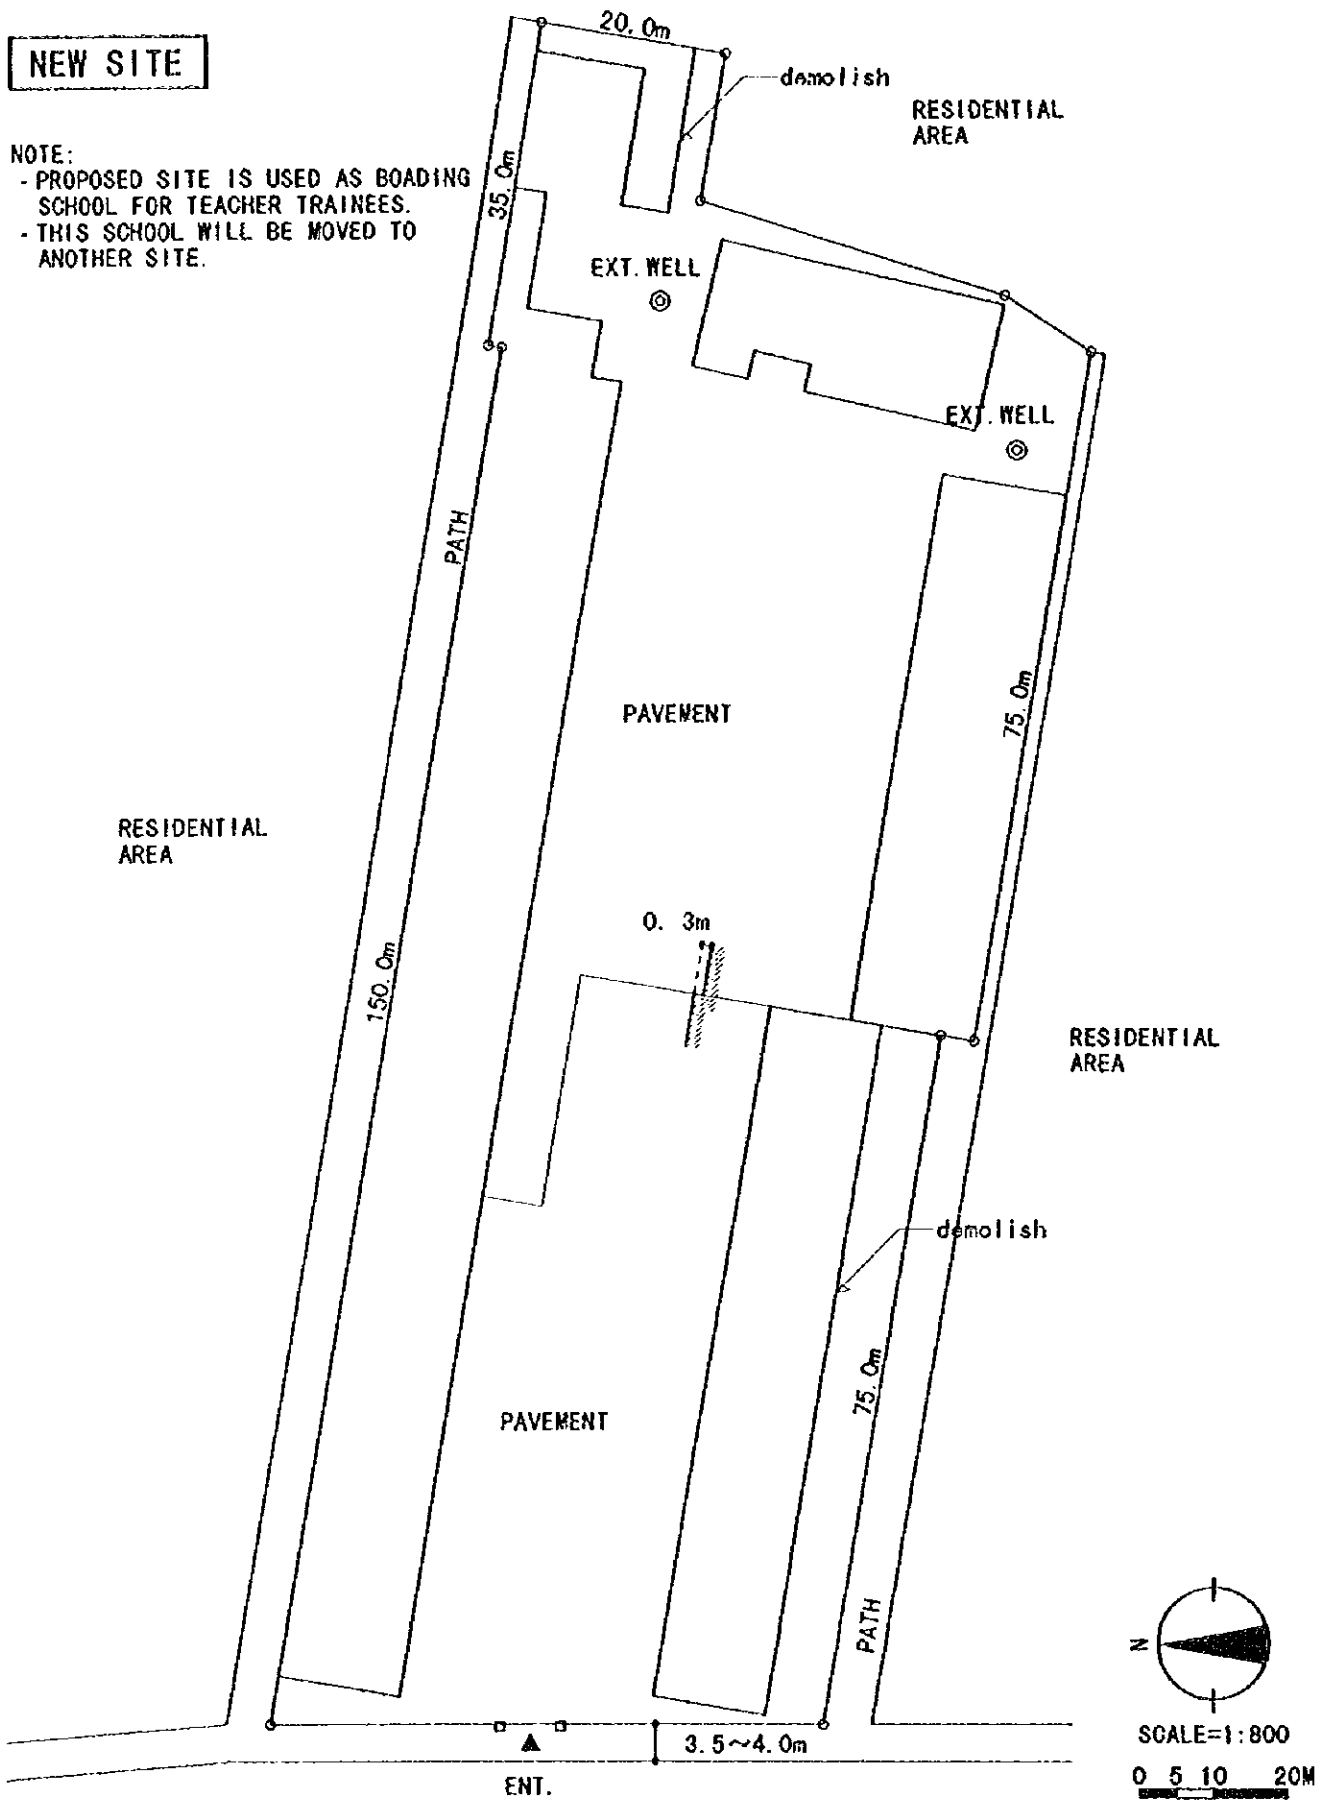 NEW SITE
NOTE:
- PROPOSED SITE IS USED AS BOADING
SCHOOL FOR TEACHER TRAINEES.
- THIS SCHOOL WILL BE MOVED TO
ANOTHER SITE.
20.0m
demolish
RESIDENTIAL
AREA
35.0m
EXT.WELL
EXT.WELL
PATH
75.0m
PAVEMENT
RESIDENTIAL
AREA
0. 3m
150.0m
RESIDENTIAL
AREA
demolish
75.0m
PAVEMENT
PATH
N
3.5~4.0m
ENT.
SCALE=1:800
0 5 10 20M